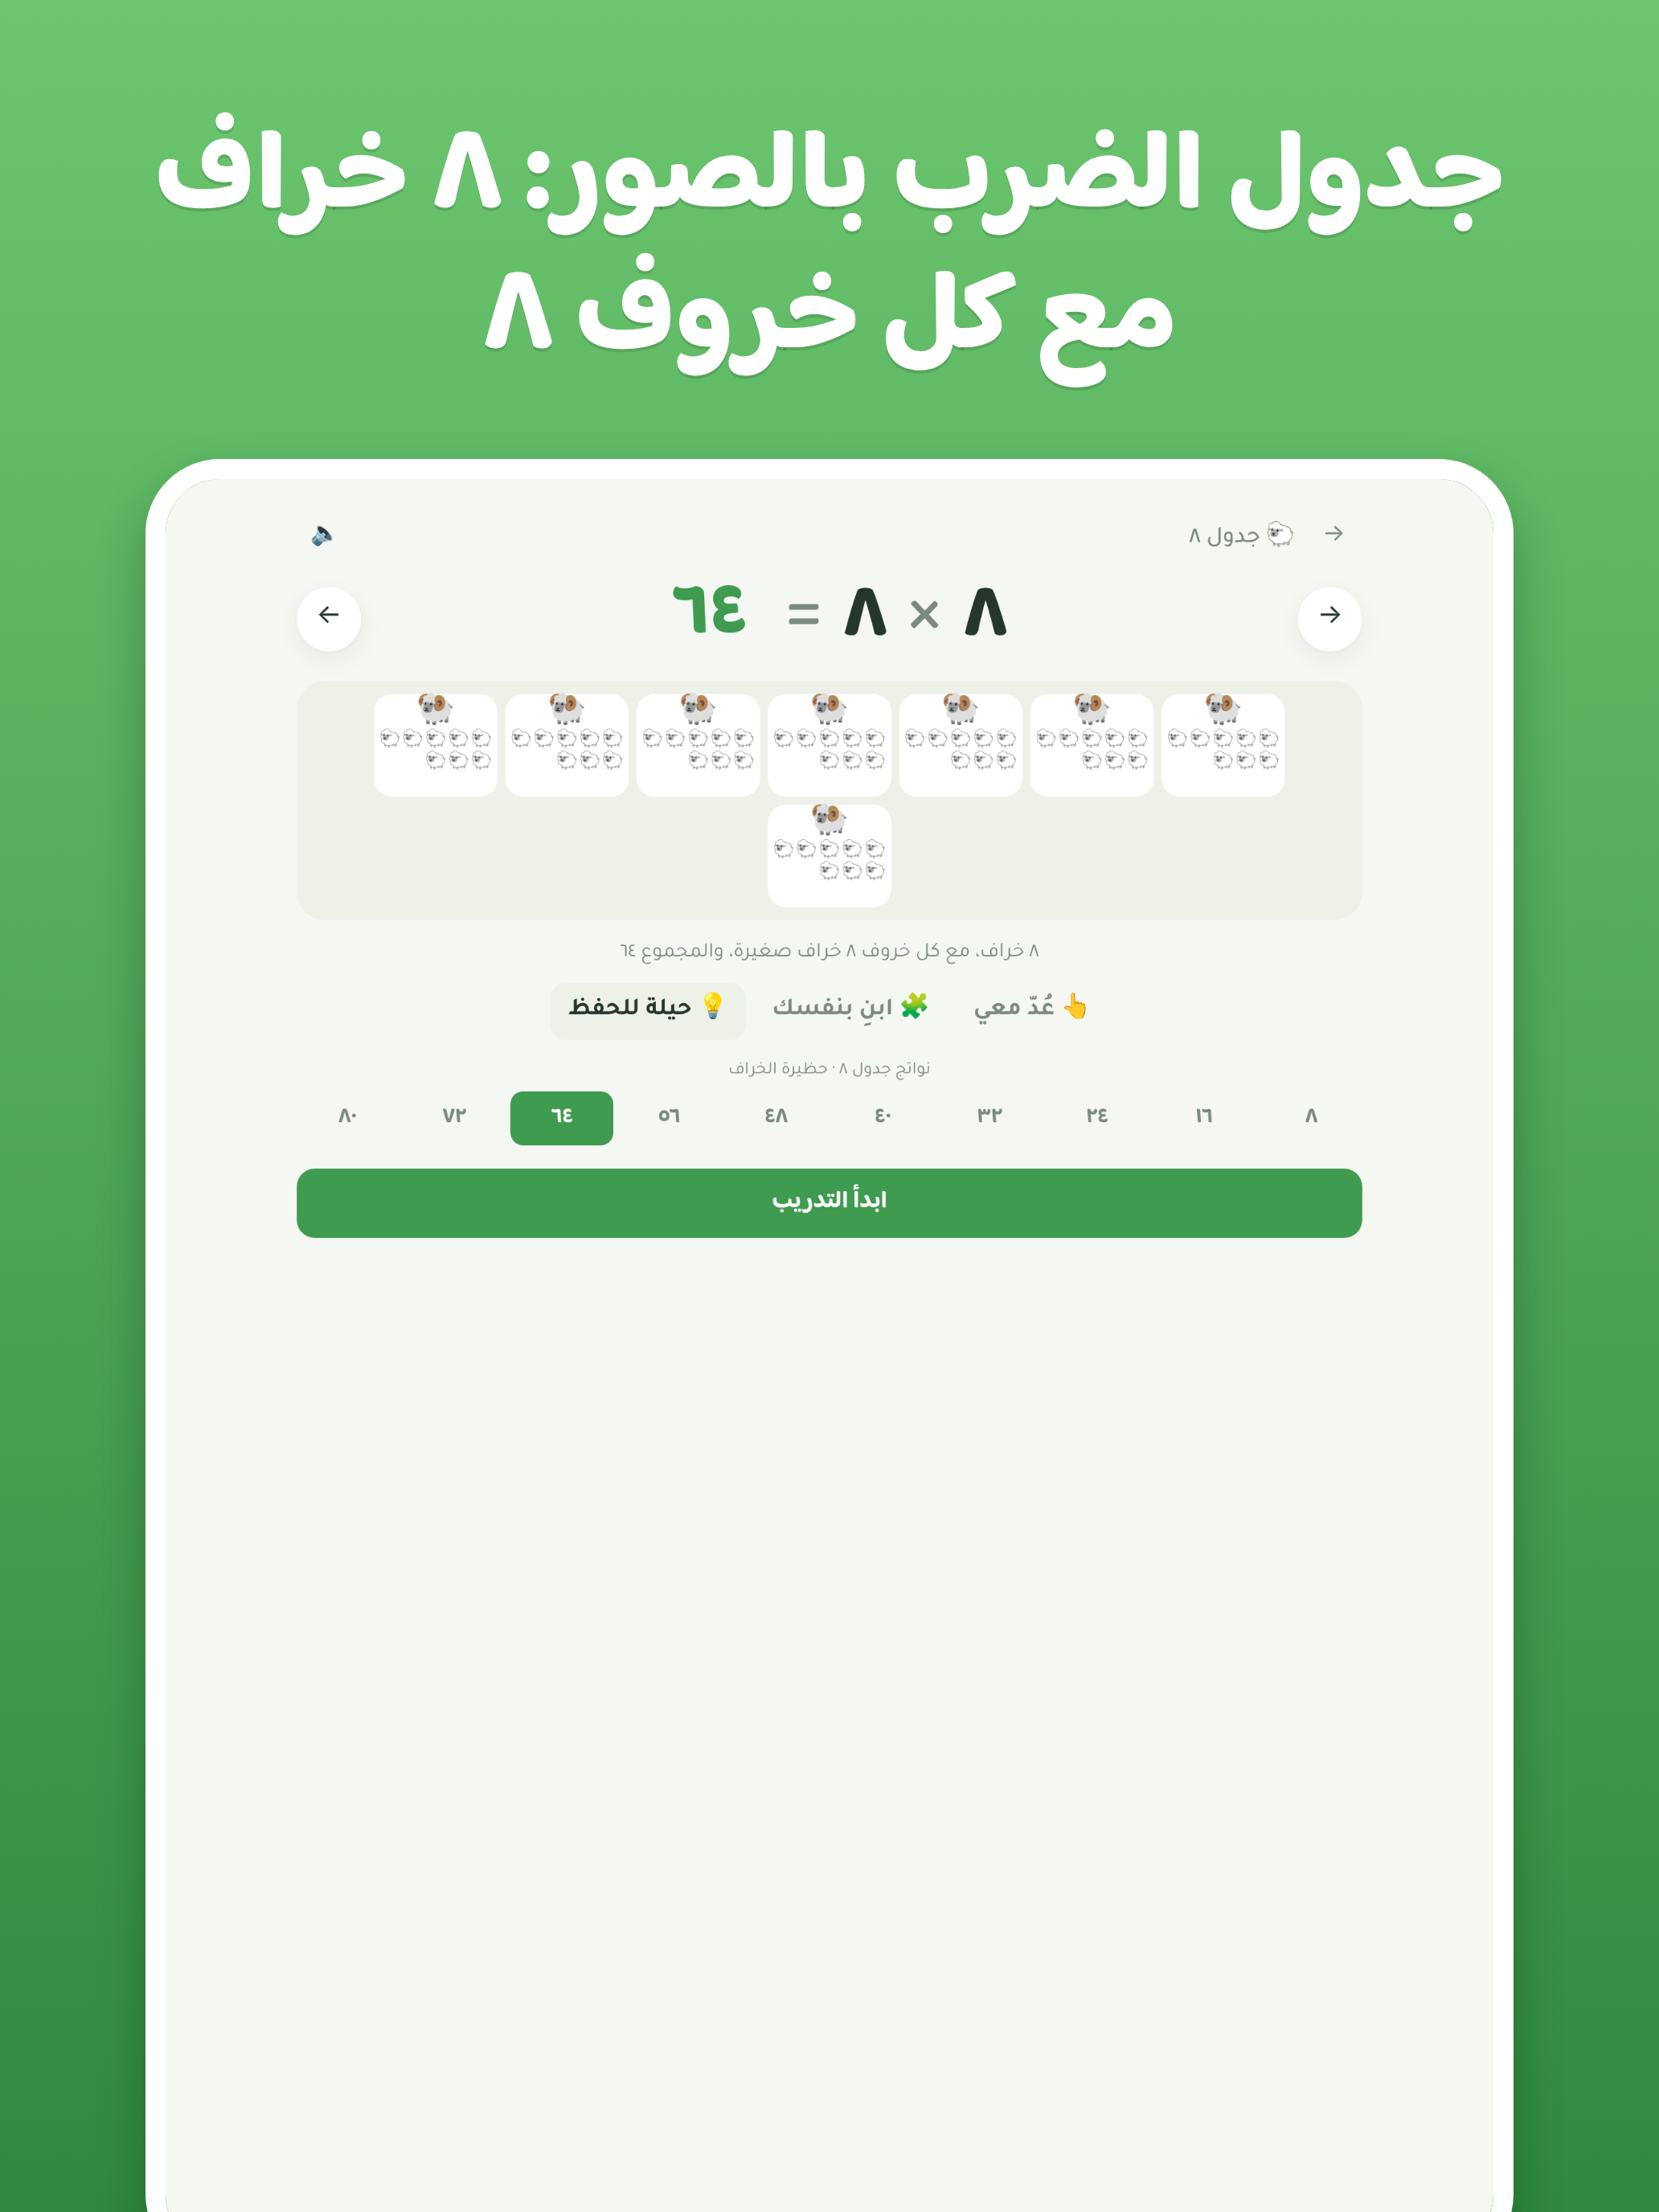 جدول الضرب بالصور: ٨ خراف
مع كل خروف ٨
→ 🐑 جدول ٨ 🔈
→ ٨ × ٨ = ٦٤ ←
٨ خراف، مع كل خروف ٨ خراف صغيرة، والمجموع ٦٤
👆 عُدّ معي 🧩 ابنِ بنفسك 💡 حيلة للحفظ
نواتج جدول ٨ · حظيرة الخراف
٨ ١٦ ٢٤ ٣٢ ٤٠ ٤٨ ٥٦ ٦٤ ٧٢ ٨٠
ابدأ التدريب